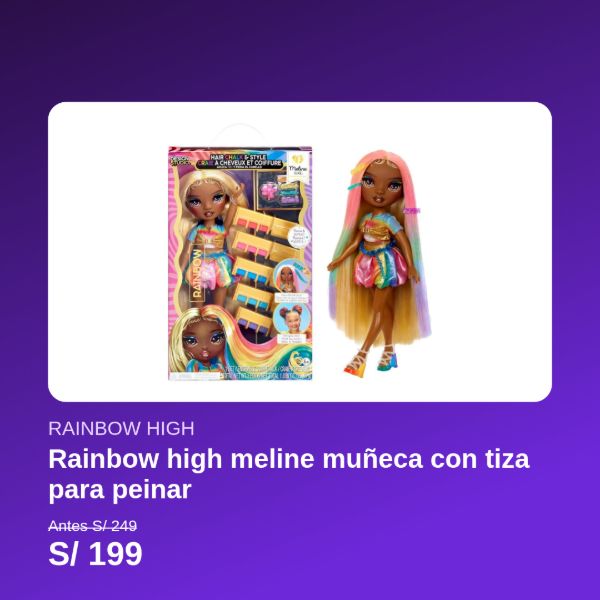 HAIR CHALK & STYLE
CRAIE À CHEVEUX ET COIFFURE
Meline
RAINBOW
RAINBOW HIGH
Rainbow high meline muñeca con tiza
para peinar
Antes S/ 249
S/ 199